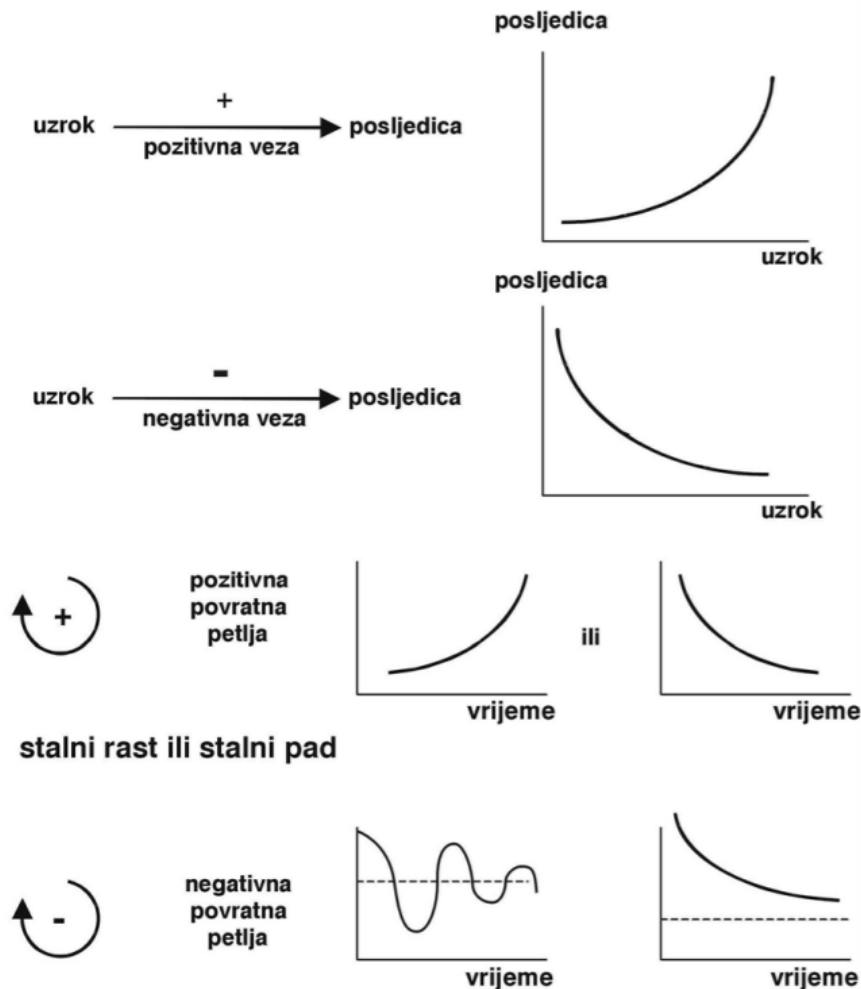 posljedica
+
uzrok
posljedica
pozitivna veza
uzrok
posljedica
-
uzrok
posljedica
negativna veza
uzrok
+
pozitivna
povratna
petlja
ili
vrijeme
vrijeme
stalni rast ili stalni pad
-
negativna
povratna
petlja
vrijeme
vrijeme